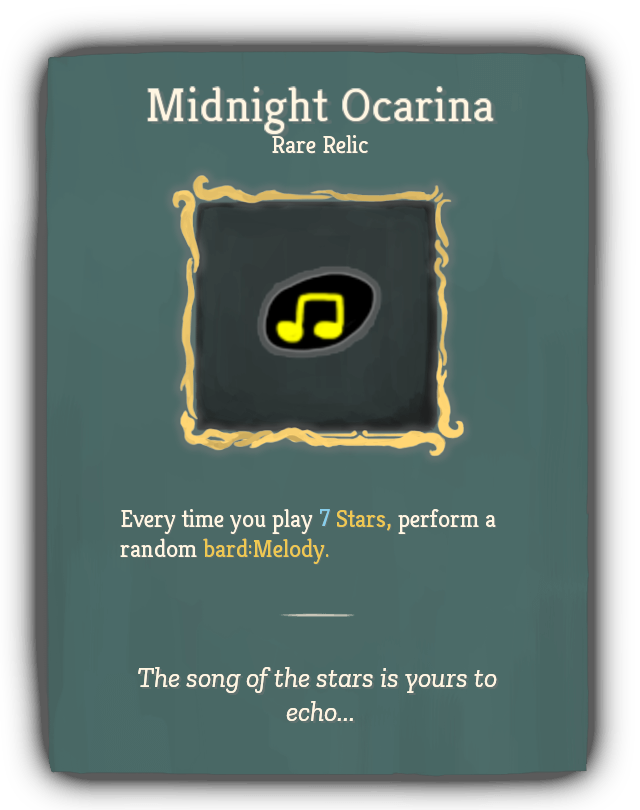 Midnight Ocarina
Rare Relic
Every time you play 7 Stars, perform a
random bard:Melody.
The song of the stars is yours to
echo...